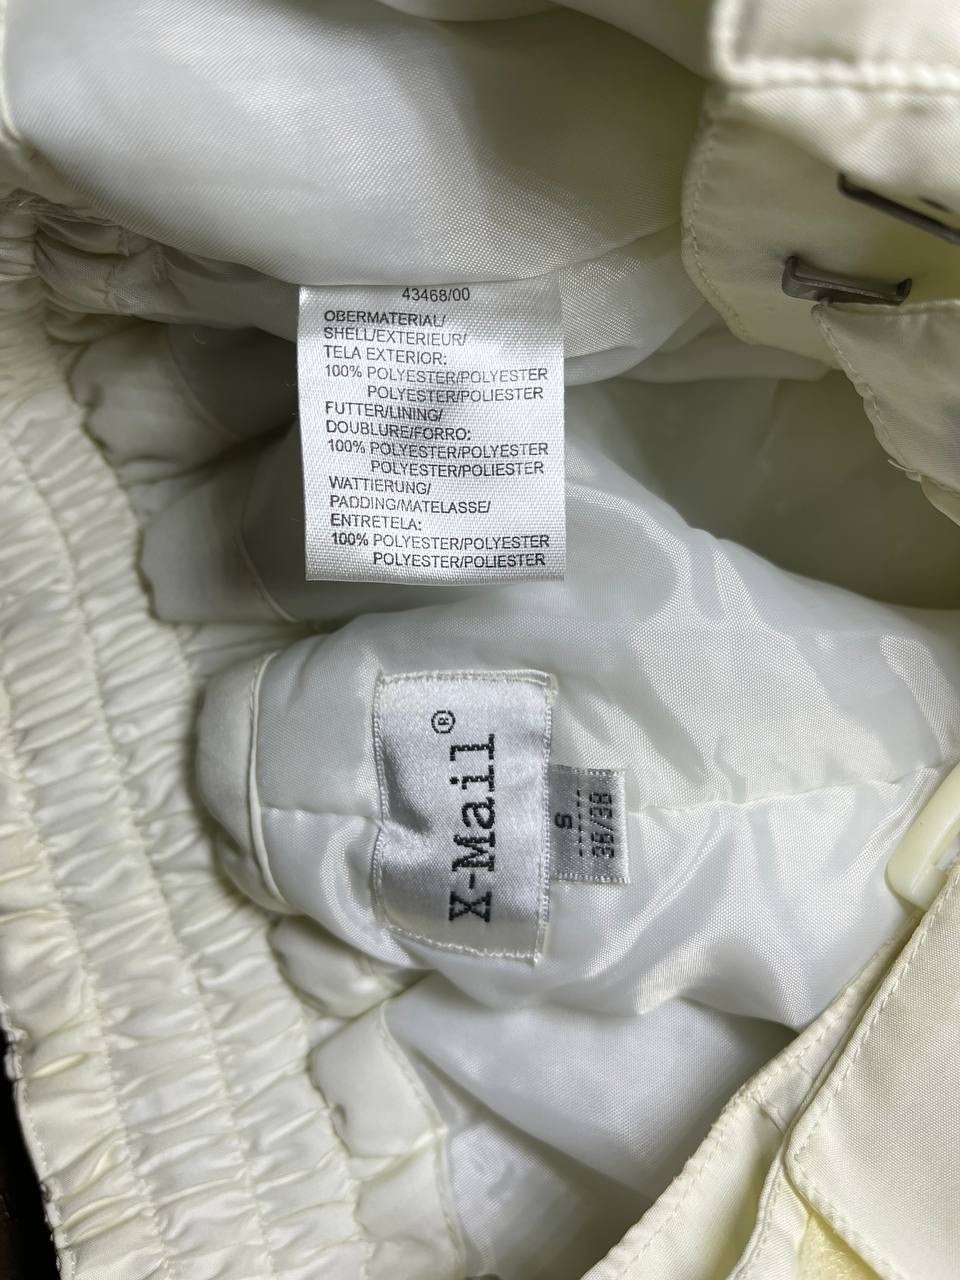 43468/00
OBERMATERIAL/
SHELL/EXTERIEUR/
TELA EXTERIOR:
100% POLYESTER/POLYESTER
POLYESTER/POLIESTER
FUTTER/LINING/
DOUBLURE/FORRO:
100% POLYESTER/POLYESTER
POLYESTER/POLIESTER
WATTIERUNG/
PADDING/MATELASSE/
ENTRETELA:
100% POLYESTER/POLYESTER
POLYESTER/POLIESTER
X-Mail®
S
36/38